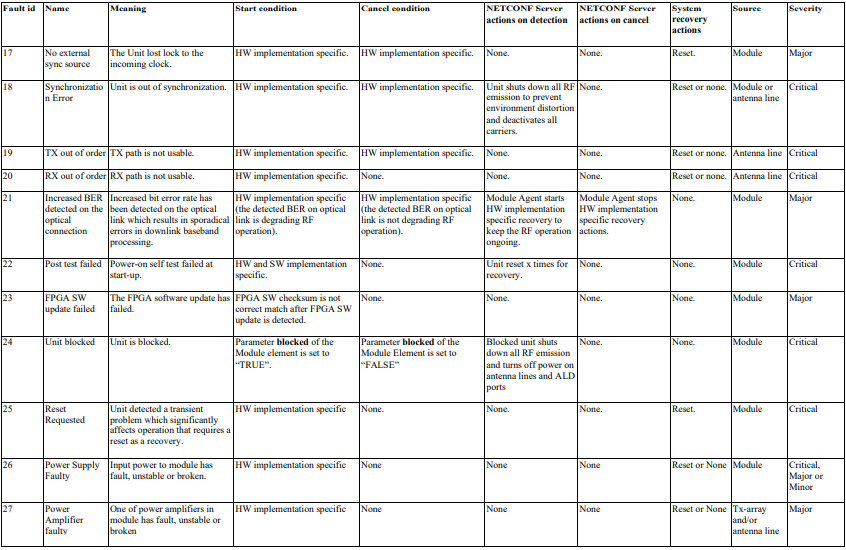 Fault id Name Meaning Start condition Cancel condition NETCONF Server actions on detection NETCONF Server actions on cancel System recovery actions Source Severity
17 No external sync source The Unit lost lock to the incoming clock. HW implementation specific. HW implementation specific. None. None. Reset. Module Major
18 Synchronizatio n Error Unit is out of synchronization. HW implementation specific. HW implementation specific. Unit shuts down all RF emission to prevent environment distortion and deactivates all carriers. None. Reset or none. Module or antenna line Critical
19 TX out of order TX path is not usable. HW implementation specific. HW implementation specific. None. None. Reset or none. Antenna line Critical
20 RX out of order RX path is not usable. HW implementation specific. None. None. None. Reset or none. Antenna line Critical
21 Increased BER detected on the optical connection Increased bit error rate has been detected on the optical link which results in sporadical errors in downlink baseband processing. HW implementation specific (the detected BER on optical link is degrading RF operation). HW implementation specific (the detected BER on optical link is not degrading RF operation). Module Agent starts HW implementation specific recovery to keep the RF operation ongoing. Module Agent stops HW implementation specific recovery actions. None. Module Major
22 Post test failed Power-on self test failed at start-up. HW and SW implementation specific. None. Unit reset x times for recovery. None. None. Module Critical
23 FPGA SW update failed The FPGA software update has failed. FPGA SW checksum is not correct match after FPGA SW update is detected. None. None. None. None. Module Major
24 Unit blocked Unit is blocked. Parameter blocked of the Module element is set to “TRUE”. Parameter blocked of the Module Element is set to “FALSE” Blocked unit shuts down all RF emission and turns off power on antenna lines and ALD ports None. None. Module Critical
25 Reset Requested Unit detected a transient problem which significantly affects operation that requires a reset as a recovery. HW implementation specific None. None. None. Reset. Module Critical
26 Power Supply Faulty Input power to module has fault, unstable or broken. HW implementation specific None None None Reset or None Module Critical, Major or Minor
27 Power Amplifier faulty One of power amplifiers in module has fault, unstable or broken HW implementation specific None None None Reset or None Tx-array and/or antenna line Major